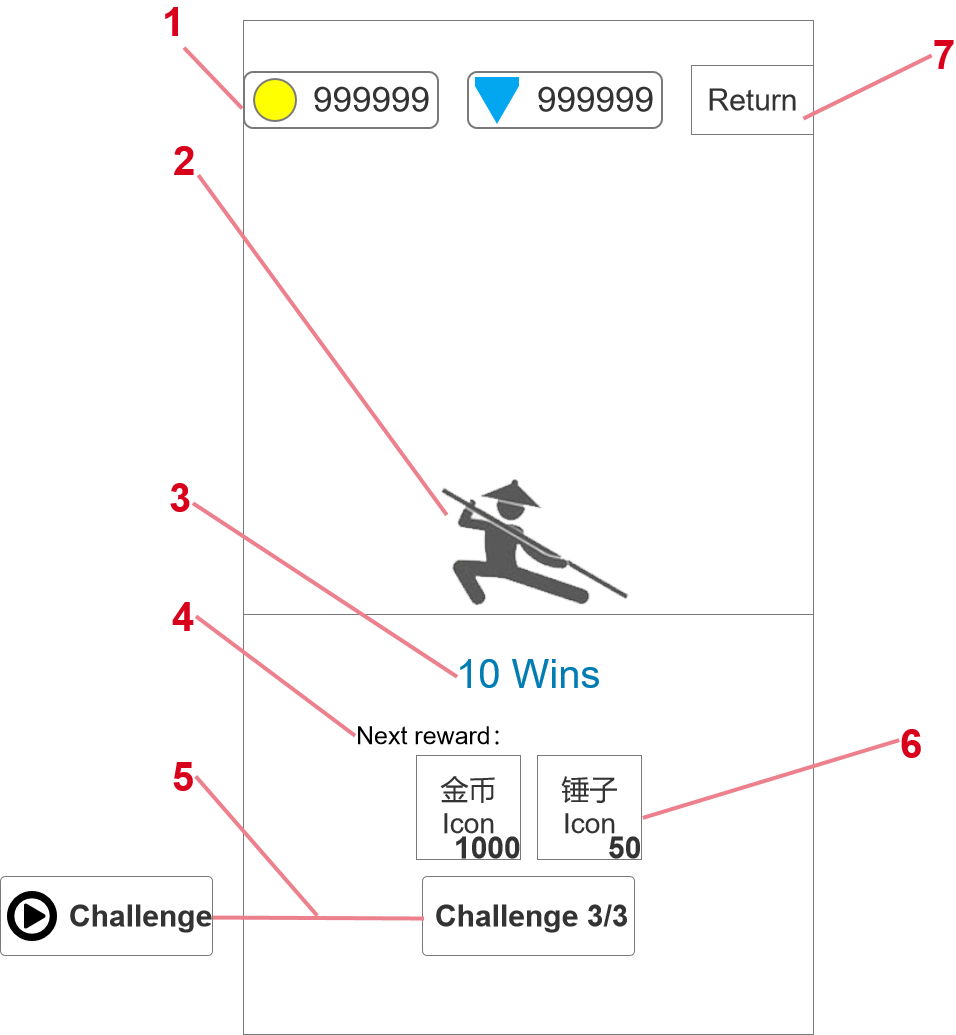 1
7
999999
999999
Return
2
3
4
10 Wins
Next reward：
5
6
金币
Icon
1000
锤子
Icon
50
Challenge
Challenge 3/3